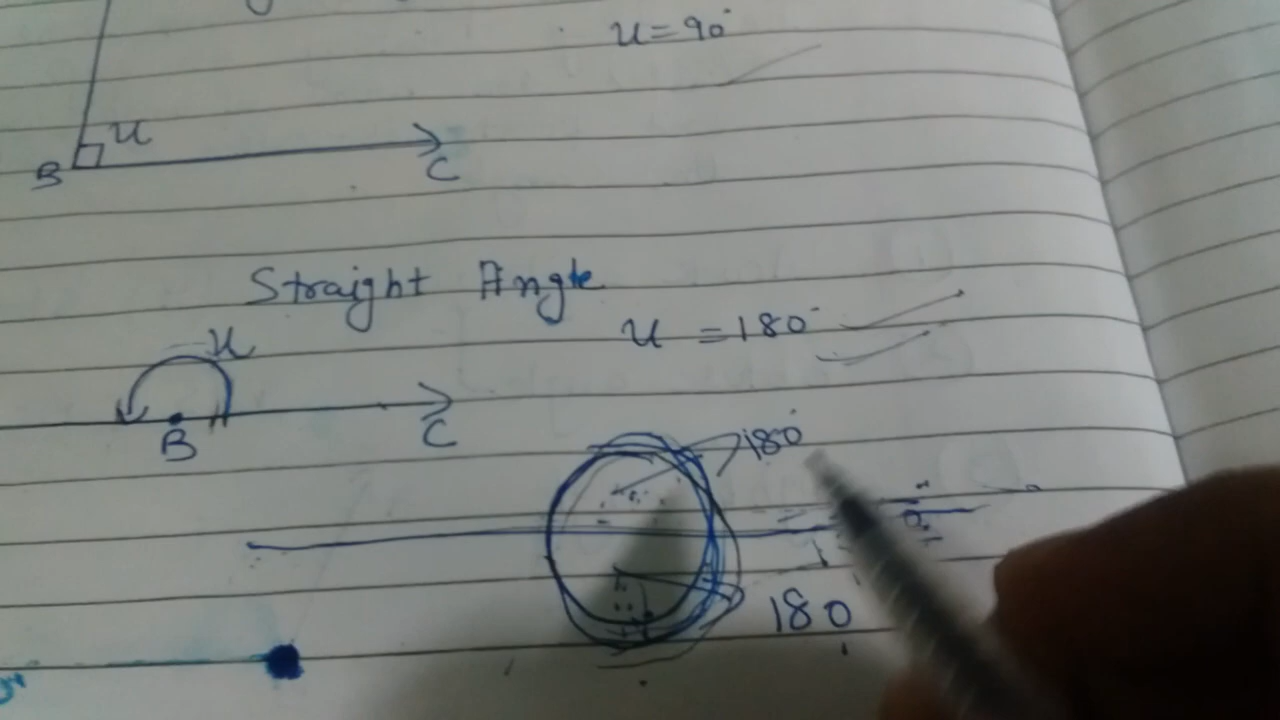 u = 90°
u
B
C
Straight Angle
u
u = 180°
B
C
180°
180